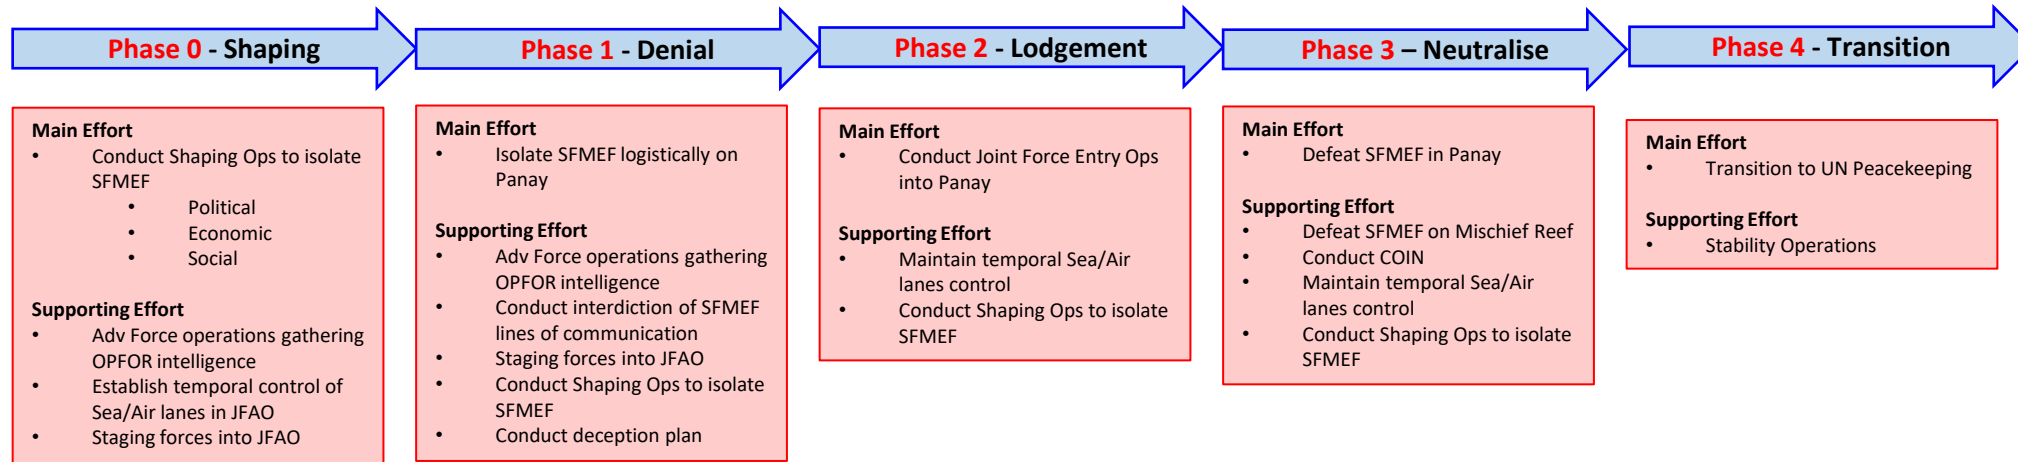 Phase 0 - Shaping
Main Effort
• Conduct Shaping Ops to isolate
SFMEF
• Political
• Economic
• Social
Supporting Effort
• Adv Force operations gathering
OPFOR intelligence
• Establish temporal control of
Sea/Air lanes in JFAO
• Staging forces into JFAO
Phase 1 - Denial
Main Effort
• Isolate SFMEF logistically on
Panay
Supporting Effort
• Adv Force operations gathering
OPFOR intelligence
• Conduct interdiction of SFMEF
lines of communication
• Staging forces into JFAO
• Conduct Shaping Ops to isolate
SFMEF
• Conduct deception plan
Phase 2 - Lodgement
Main Effort
• Conduct Joint Force Entry Ops
into Panay
Supporting Effort
• Maintain temporal Sea/Air
lanes control
• Conduct Shaping Ops to isolate
SFMEF
Phase 3 – Neutralise
Main Effort
• Defeat SFMEF in Panay
Supporting Effort
• Defeat SFMEF on Mischief Reef
• Conduct COIN
• Maintain temporal Sea/Air
lanes control
• Conduct Shaping Ops to isolate
SFMEF
Phase 4 - Transition
Main Effort
• Transition to UN Peacekeeping
Supporting Effort
• Stability Operations